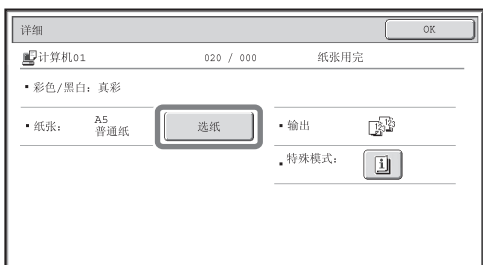 详细 OK
计算机01 020 / 000 纸张用完
▪ 彩色/黑白: 真彩
▪ 纸张: A5 选纸 ▪ 输出
普通纸
▪ 特殊模式: